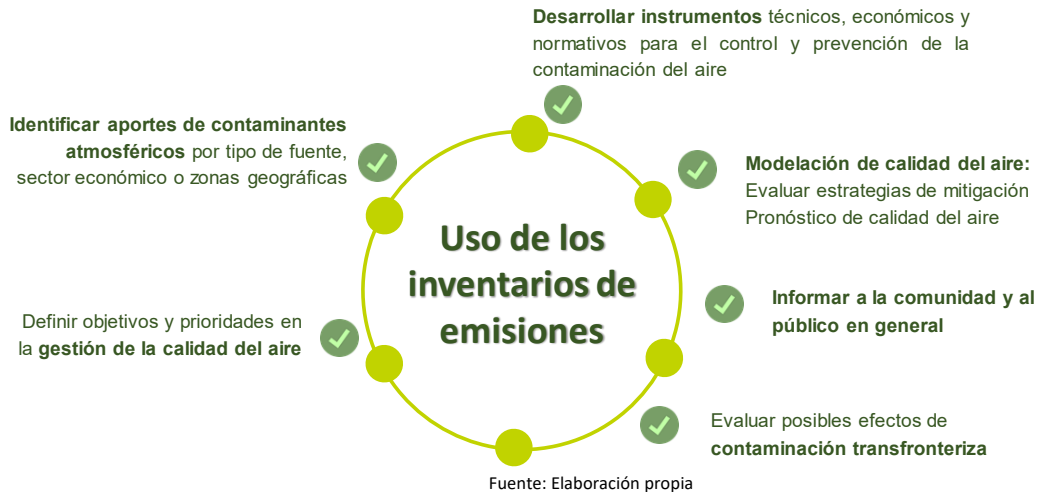 Desarrollar instrumentos técnicos, económicos y
normativos para el control y prevención de la
contaminación del aire
Identificar aportes de contaminantes
atmosféricos por tipo de fuente,
sector económico o zonas geográficas
Modelación de calidad del aire:
Evaluar estrategias de mitigación
Pronóstico de calidad del aire
Uso de los
inventarios de
emisiones
Informar a la comunidad y al
público en general
Definir objetivos y prioridades en
la gestión de la calidad del aire
Evaluar posibles efectos de
contaminación transfronteriza
Fuente: Elaboración propia